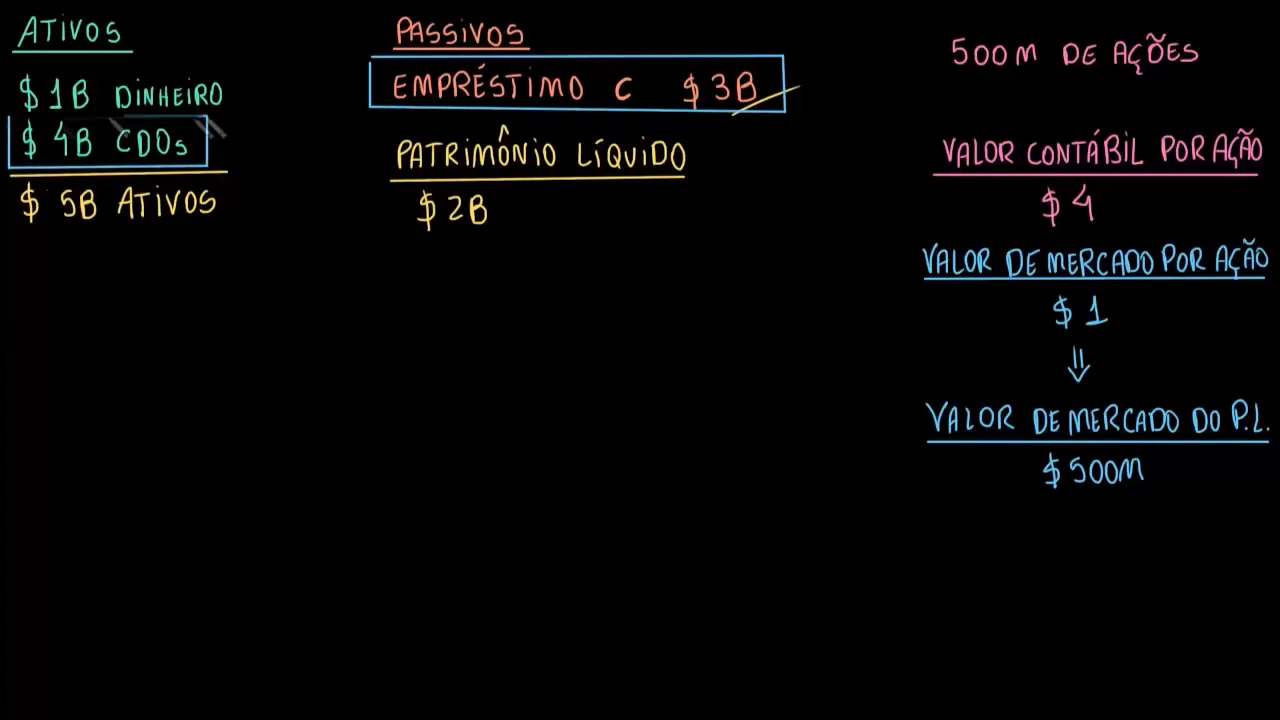 ATIVOS
$ 1B DINHEIRO
$ 4B CDOs
$ 5B ATIVOS
PASSIVOS
EMPRÉSTIMO C $ 3B
PATRIMÔNIO LÍQUIDO
$ 2B
500M DE AÇÕES
VALOR CONTÁBIL POR AÇÃO
$ 4
VALOR DE MERCADO POR AÇÃO
$ 1
⇓
VALOR DE MERCADO DO P.L.
$ 500M